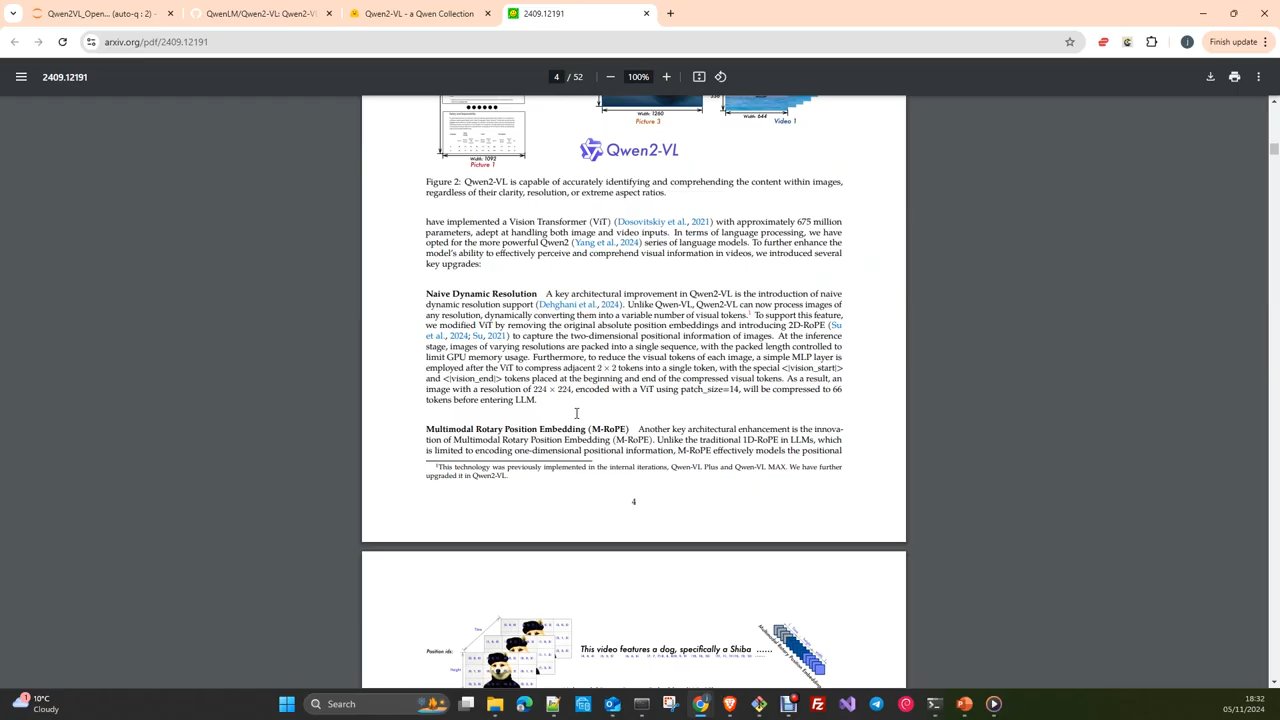 Qwen2VL_Open... (auto-q : 2) -
QwenLM/Qwen2-VL: Qwen2-VL
Qwen2-VL - a Qwen Collection
2409.12191
arxiv.org/pdf/2409.12191
Finish update
2409.12191
4 / 52
100%
Width: 1260
Picture 3
Width: 644
Video 1
Width: 1092
Picture 1
Qwen2-VL
Figure 2: Qwen2-VL is capable of accurately identifying and comprehending the content within images,
regardless of their clarity, resolution, or extreme aspect ratios.
have implemented a Vision Transformer (ViT) (Dosovitskiy et al., 2021) with approximately 675 million
parameters, adept at handling both image and video inputs. In terms of language processing, we have
opted for the more powerful Qwen2 (Yang et al., 2024) series of language models. To further enhance the
model's ability to effectively perceive and comprehend visual information in videos, we introduced several
key upgrades:
Naive Dynamic Resolution A key architectural improvement in Qwen2-VL is the introduction of naive
dynamic resolution support (Dehghani et al., 2024). Unlike Qwen-VL, Qwen2-VL can now process images of
any resolution, dynamically converting them into a variable number of visual tokens.1 To support this feature,
we modified ViT by removing the original absolute position embeddings and introducing 2D-RoPE (Su
et al., 2024; Su, 2021) to capture the two-dimensional positional information of images. At the inference
stage, images of varying resolutions are packed into a single sequence, with the packed length controlled to
limit GPU memory usage. Furthermore, to reduce the visual tokens of each image, a simple MLP layer is
employed after the ViT to compress adjacent 2 × 2 tokens into a single token, with the special <|vision_start|>
and <|vision_end|> tokens placed at the beginning and end of the compressed visual tokens. As a result, an
image with a resolution of 224 × 224, encoded with a ViT using patch_size=14, will be compressed to 66
tokens before entering LLM.
Multimodal Rotary Position Embedding (M-RoPE) Another key architectural enhancement is the innova-
tion of Multimodal Rotary Position Embedding (M-RoPE). Unlike the traditional 1D-RoPE in LLMs, which
is limited to encoding one-dimensional positional information, M-RoPE effectively models the positional
1This technology was previously implemented in the internal iterations, Qwen-VL Plus and Qwen-VL MAX. We have further
upgraded it in Qwen2-VL.
4
Time
Position ids:
Height
This video features a dog, specifically a Shiba ......
10°C
Cloudy
Search
18:32
05/11/2024